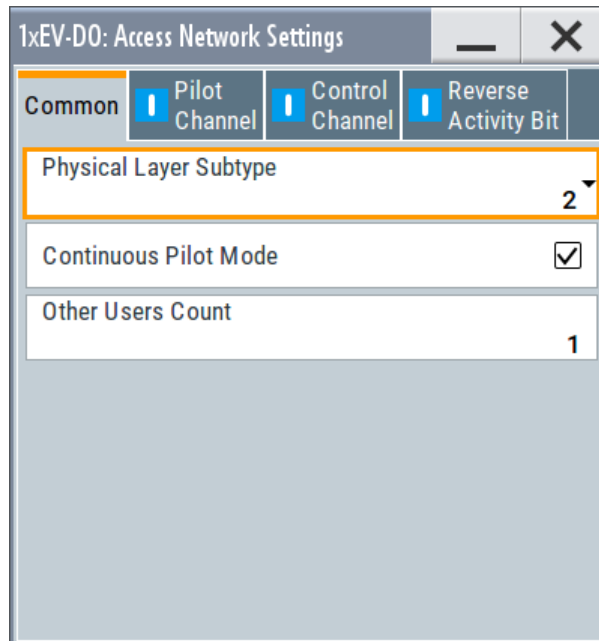 1xEV-DO: Access Network Settings
Common
Pilot
Channel
Control
Channel
Reverse
Activity Bit
Physical Layer Subtype
2
Continuous Pilot Mode
Other Users Count
1